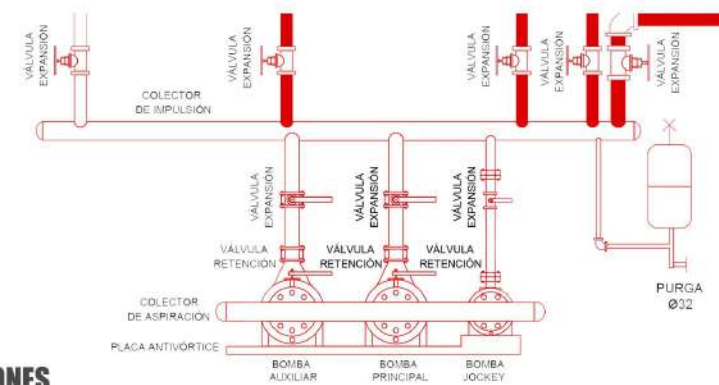 VÁLVULA
EXPANSIÓN
VÁLVULA
EXPANSIÓN
VÁLVULA
EXPANSIÓN
VÁLVULA
EXPANSIÓN
VÁLVULA
EXPANSIÓN
COLECTOR
DE IMPULSIÓN
VÁLVULA
EXPANSIÓN
VÁLVULA
EXPANSIÓN
VÁLVULA
EXPANSIÓN
VÁLVULA
RETENCIÓN
VÁLVULA
RETENCIÓN
VÁLVULA
RETENCIÓN
PURGA
Ø32
COLECTOR
DE ASPIRACIÓN
PLACA ANTIVÓRTICE
BOMBA
AUXILIAR
BOMBA
PRINCIPAL
BOMBA
JOCKEY